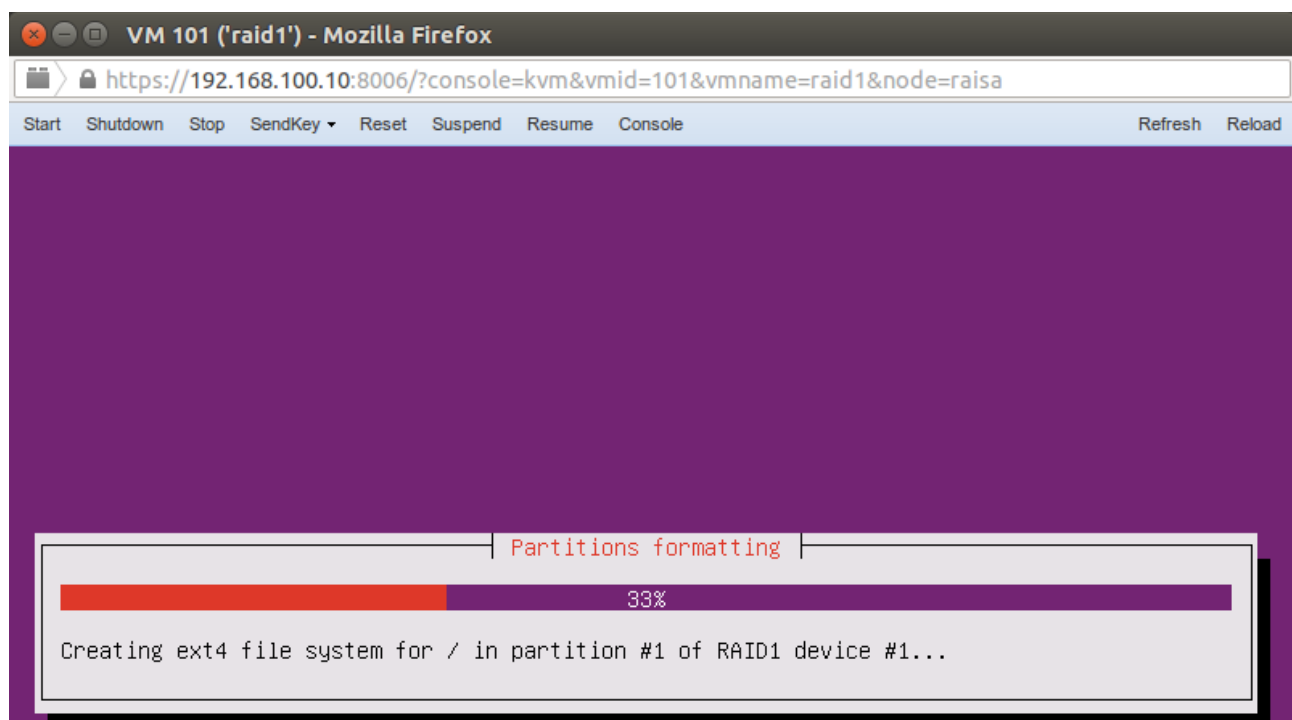 VM 101 ('raid1') - Mozilla Firefox
https://192.168.100.10:8006/?console=kvm&vmid=101&vmname=raid1&node=raisa
Start Shutdown Stop SendKey Reset Suspend Resume Console Refresh Reload
Partitions formatting
33%
Creating ext4 file system for / in partition #1 of RAID1 device #1...